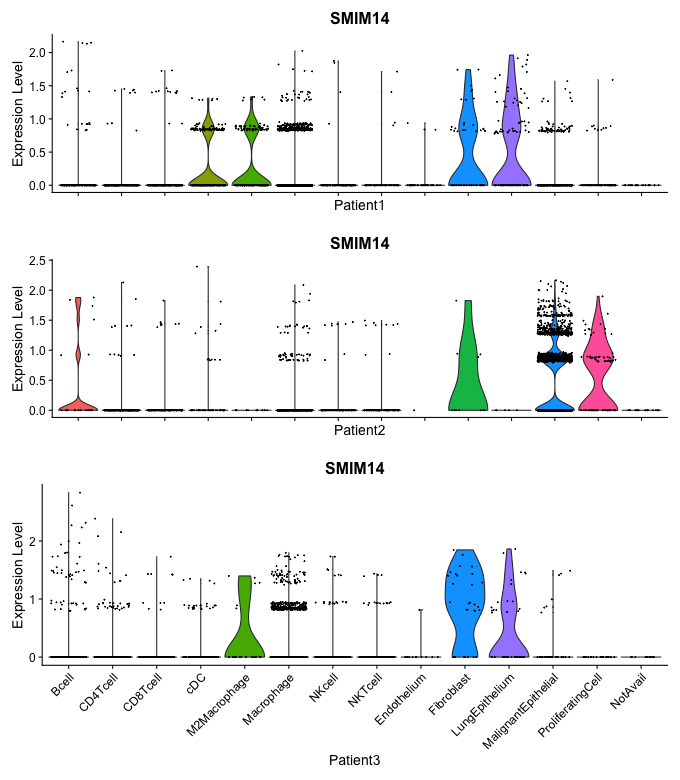 SMIM14
Expression Level
2.0
1.5
1.0
0.5
0.0
Patient1
SMIM14
Expression Level
2.5
2.0
1.5
1.0
0.5
0.0
Patient2
SMIM14
Expression Level
2
1
0
Bcell
CD4Tcell
CD8Tcell
cDC
M2Macrophage
Macrophage
NKcell
NKTcell
Endothelium
Fibroblast
LungEpithelium
MalignantEpithelial
ProliferatingCell
NotAvail
Patient3